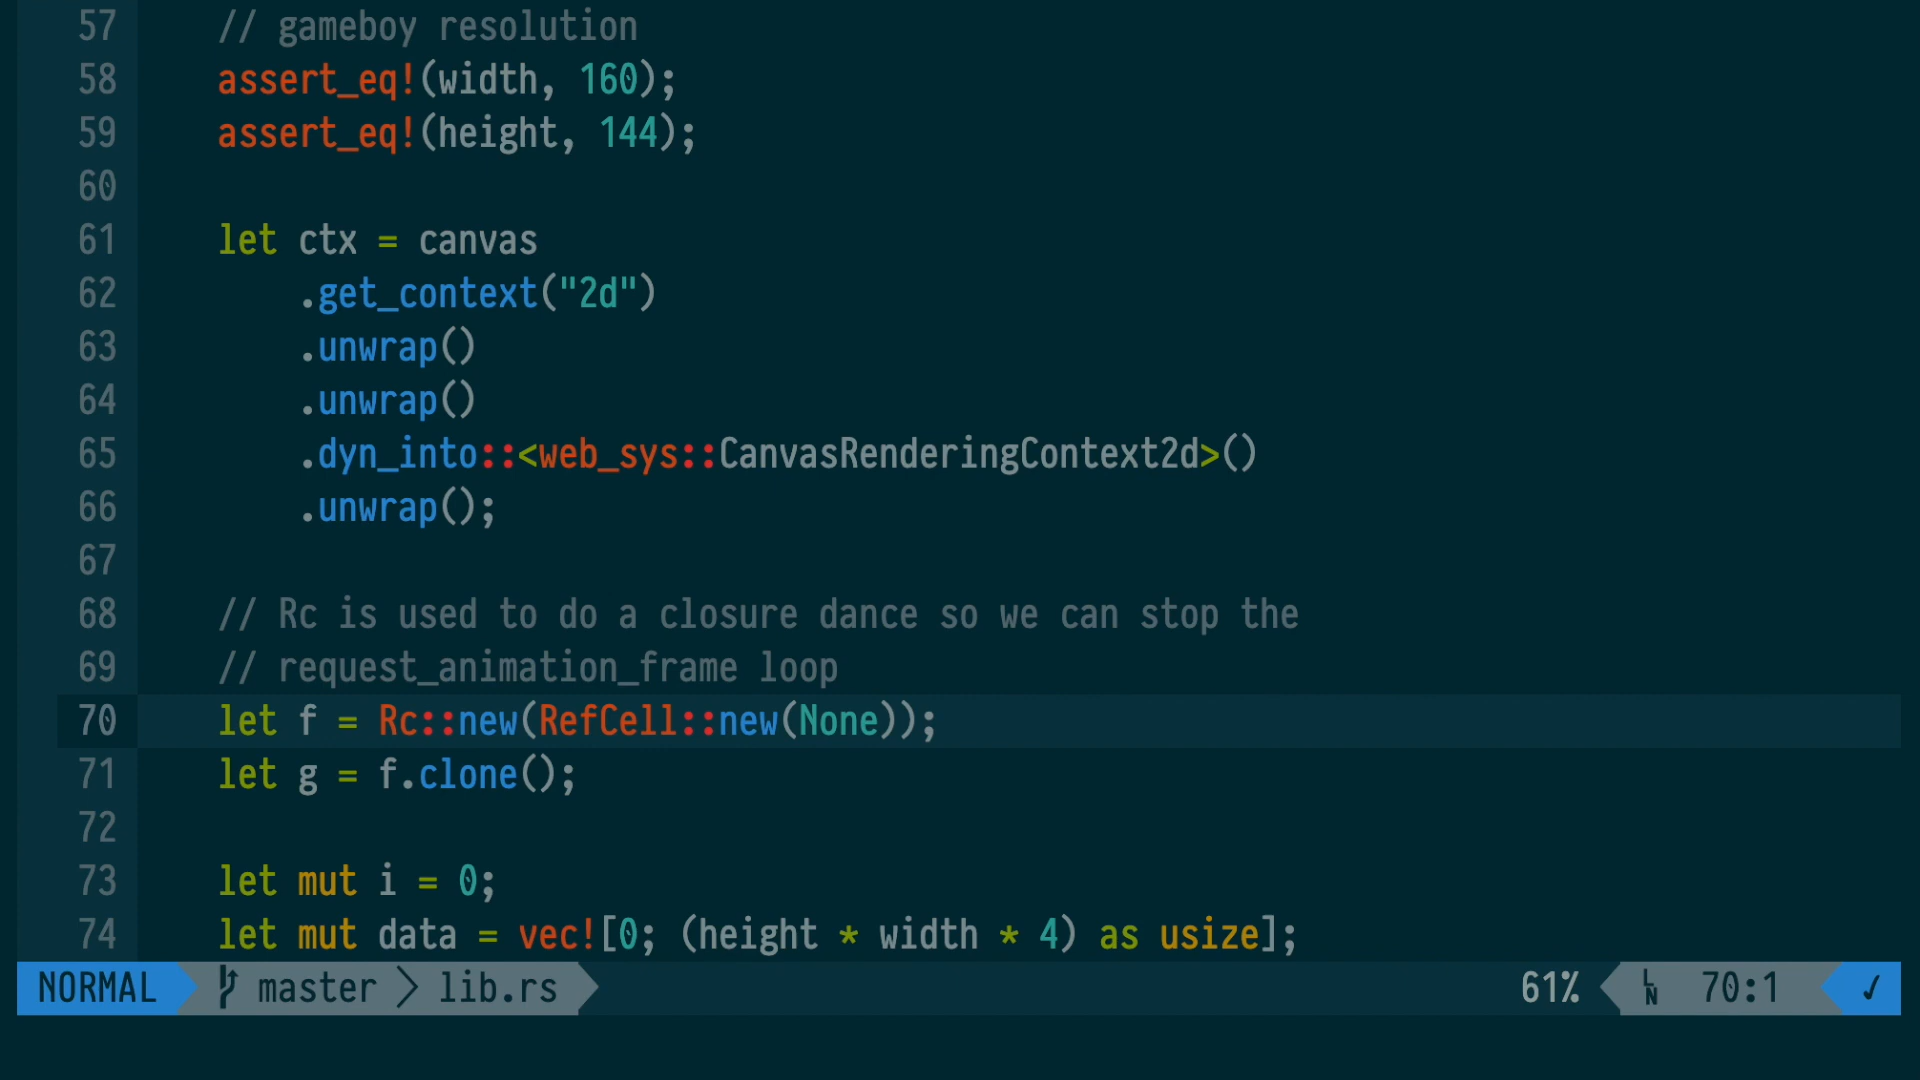 57 // gameboy resolution
58 assert_eq!(width, 160);
59 assert_eq!(height, 144);
60
61 let ctx = canvas
62 .get_context("2d")
63 .unwrap()
64 .unwrap()
65 .dyn_into::<web_sys::CanvasRenderingContext2d>()
66 .unwrap();
67
68 // Rc is used to do a closure dance so we can stop the
69 // request_animation_frame loop
70 let f = Rc::new(RefCell::new(None));
71 let g = f.clone();
72
73 let mut i = 0;
74 let mut data = vec![0; (height * width * 4) as usize];
NORMAL master lib.rs 61% LN 70:1 ✓